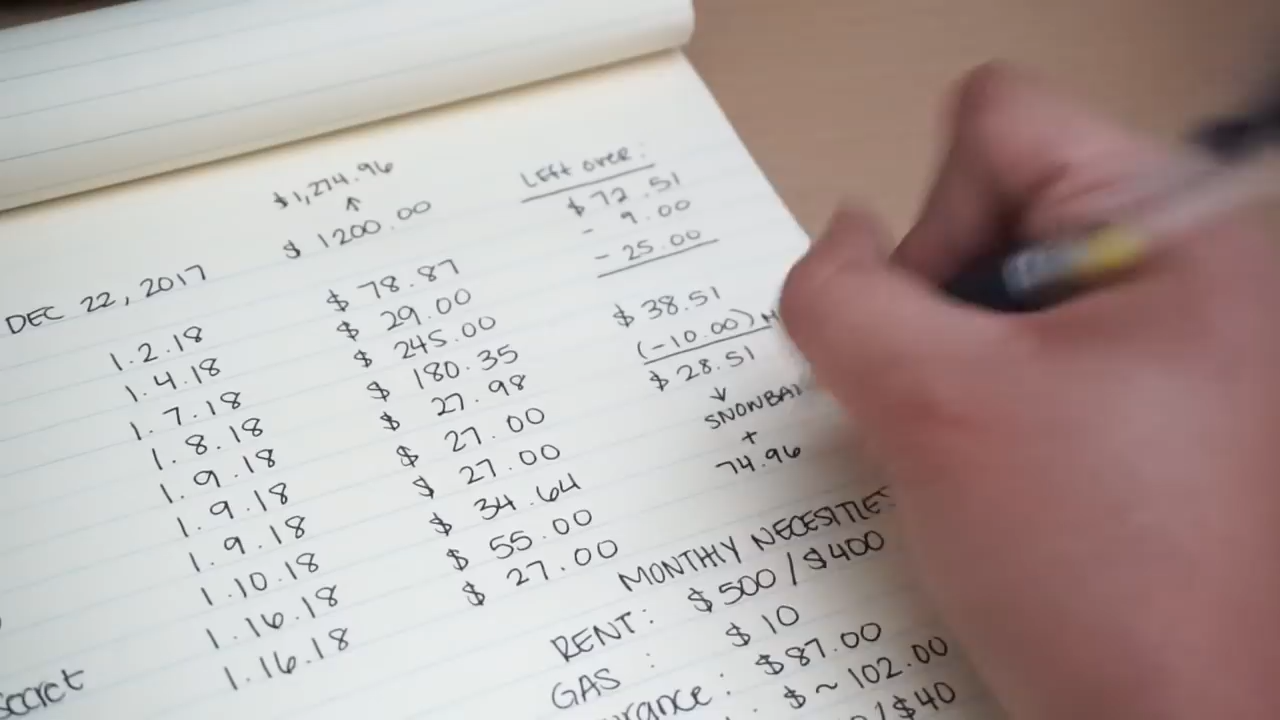 $1,274.96
↑
DEC 22, 2017 $ 1200.00
1.2.18 $ 78.87
1.4.18 $ 29.00
1.7.18 $ 245.00
1.8.18 $ 180.35
1.9.18 $ 27.98
1.9.18 $ 27.00
1.9.18 $ 27.00
1.10.18 $ 34.64
1.16.18 $ 55.00
1.16.18 $ 27.00
Left over:
$ 72.51
- 9.00
- 25.00
$ 38.51
(-10.00)
$ 28.51
↓
+
74.96
MONTHLY NECESITIES
RENT: $500/$400
GAS : $10
: $87.00
$~102.00
/$40